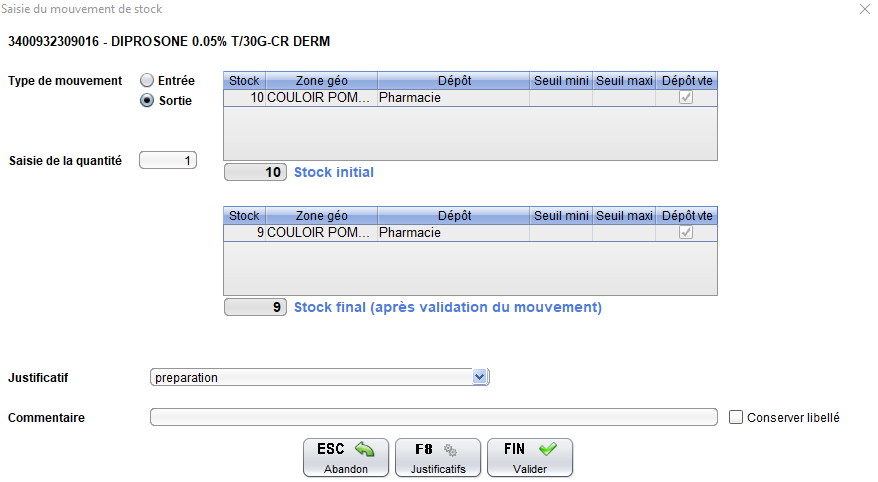 Saisie du mouvement de stock
3400932309016 - DIPROSONE 0.05% T/30G-CR DERM
Type de mouvement
Entrée
Sortie
Stock Zone géo Dépôt Seuil mini Seuil maxi Dépôt vte
10 COULOIR POM... Pharmacie
Saisie de la quantité 1
10 Stock initial
Stock Zone géo Dépôt Seuil mini Seuil maxi Dépôt vte
9 COULOIR POM... Pharmacie
9 Stock final (après validation du mouvement)
Justificatif preparation
Commentaire
Conserver libellé
ESC
Abandon
F8
Justificatifs
FIN
Valider